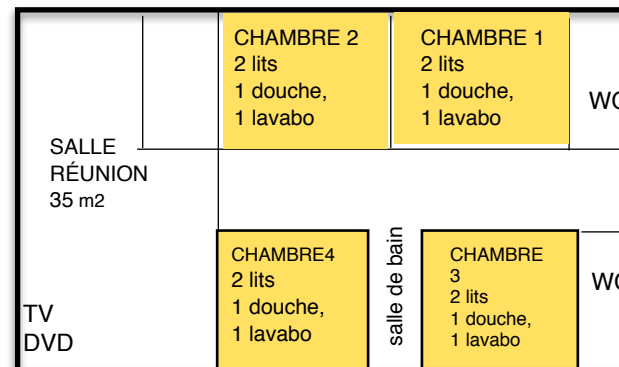 CHAMBRE 2
2 lits
1 douche,
1 lavabo
CHAMBRE 1
2 lits
1 douche,
1 lavabo
WC
SALLE
RÉUNION
35 m2
CHAMBRE4
2 lits
1 douche,
1 lavabo
salle de bain
CHAMBRE
3
2 lits
1 douche,
1 lavabo
WC
TV
DVD